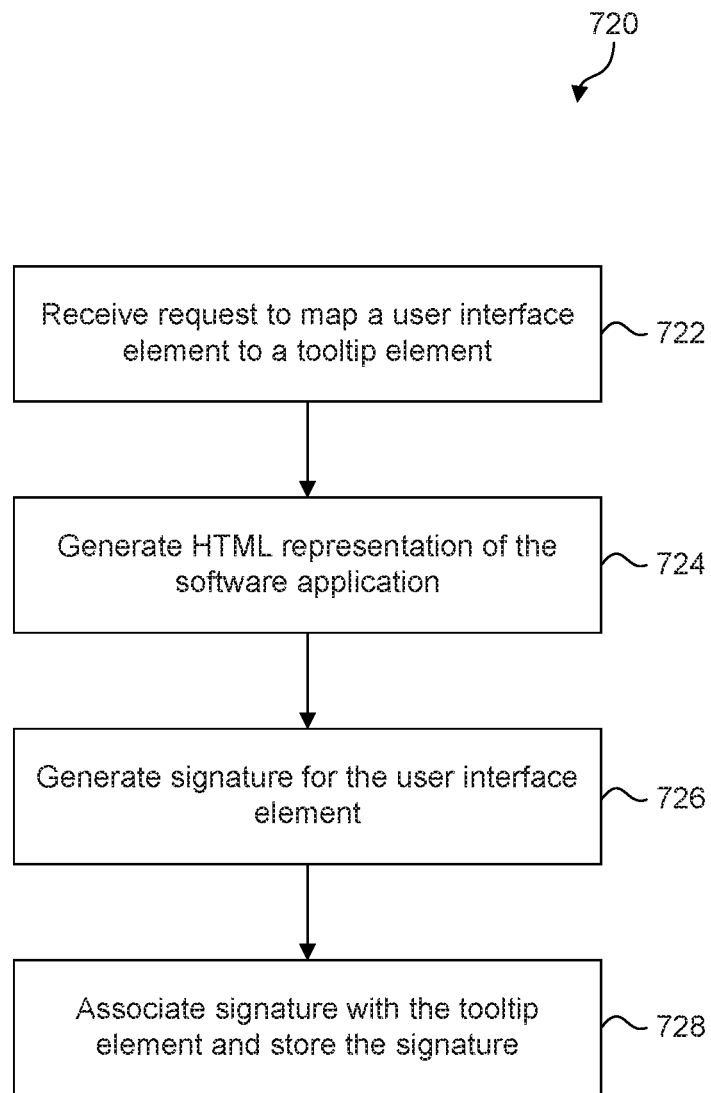 720
Receive request to map a user interface
element to a tooltip element
722
Generate HTML representation of the
software application
724
Generate signature for the user interface
element
726
Associate signature with the tooltip
element and store the signature
728